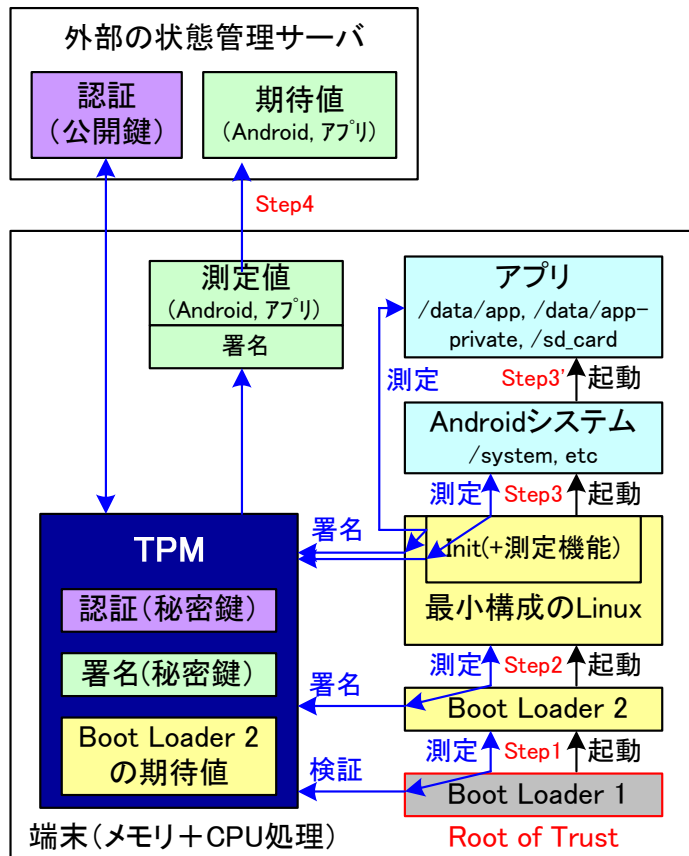 外部の状態管理サーバ
認証
(公開鍵)
期待値
(Android, アプリ)
Step4
測定値
(Android, アプリ)
署名
アプリ
/data/app, /data/app-
private, /sd_card
測定
Step3'
起動
Androidシステム
/system, etc
測定
Step3
起動
署名
TPM
Init(+測定機能)
最小構成のLinux
認証(秘密鍵)
署名(秘密鍵)
署名
測定
Step2
起動
Boot Loader 2
Boot Loader 2
の期待値
検証
測定
Step1
起動
Boot Loader 1
端末(メモリ+CPU処理)
Root of Trust